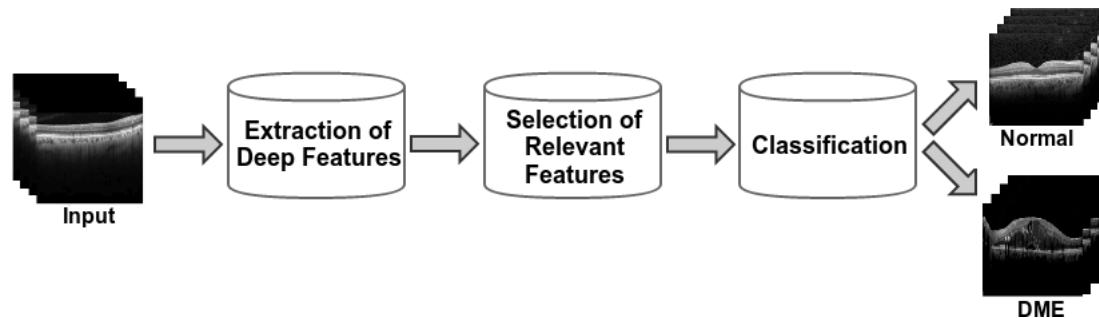 Input
Extraction of
Deep Features
Selection of
Relevant
Features
Classification
Normal
DME